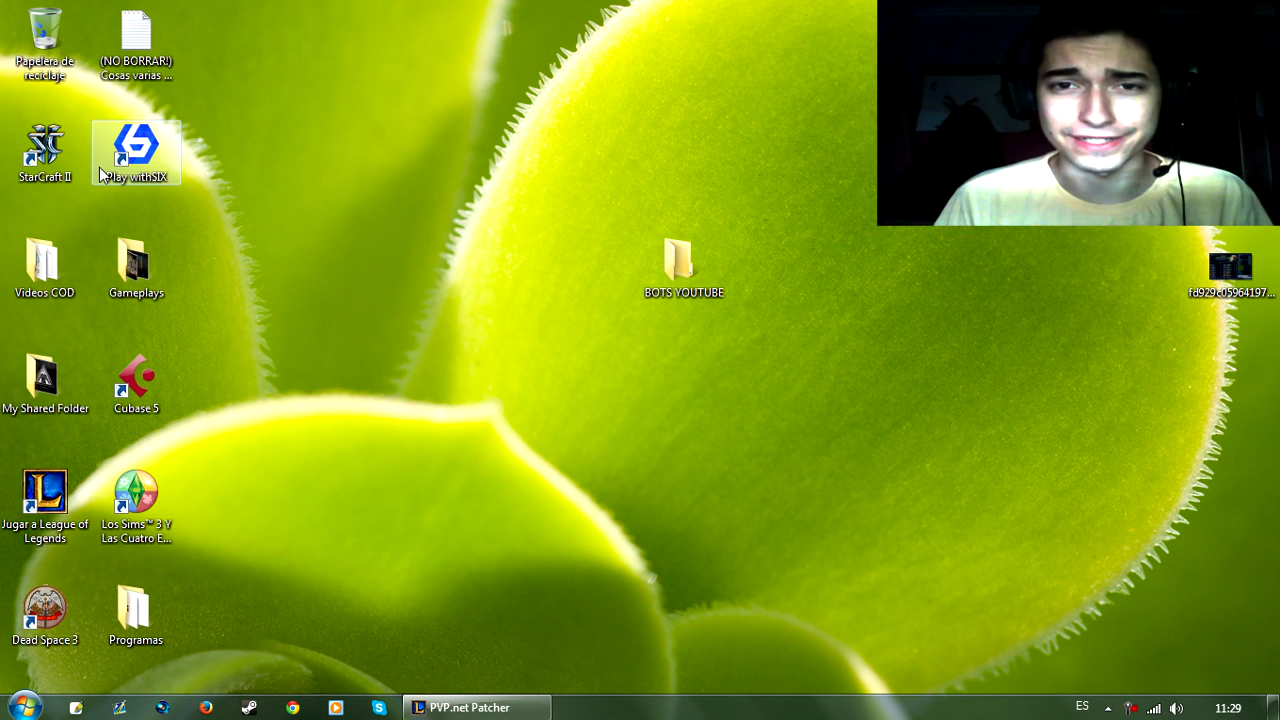 Papelera de
reciclaje
(NO BORRAR!)
Cosas varias ...
StarCraft II
Play withSIX
Videos COD
Gameplays
BOTS YOUTUBE
fd929c05964197...
My Shared Folder
Cubase 5
Jugar a League of
Legends
Los Sims™ 3 Y
Las Cuatro E...
Dead Space 3
Programas
PVP.net Patcher
ES
11:29